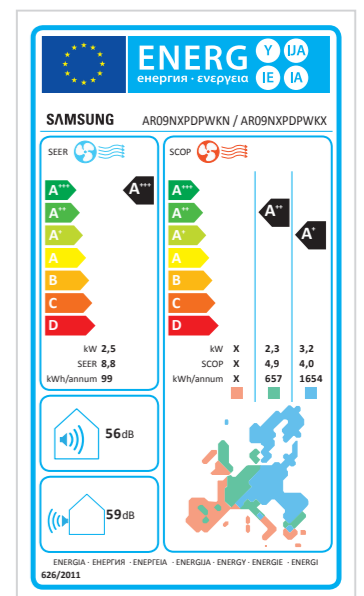 ENERG Y IJA
енергия · ενεργεια IE IA
SAMSUNG AR09NXPDPWKN / AR09NXPDPWKX
SEER SCOP
A+++ A+++ A+++
A++ A++ A++
A+ A+ A+
A A
B B
C C
D D
kW 2,5 kW X 2,3 3,2
SEER 8,8 SCOP X 4,9 4,0
kWh/annum 99 kWh/annum X 657 1654
56dB
59dB
ENERGIA · ЕНЕРГИЯ · ΕΝΕΡΓΕΙΑ · ENERGIJA · ENERGY · ENERGIE · ENERGI
626/2011